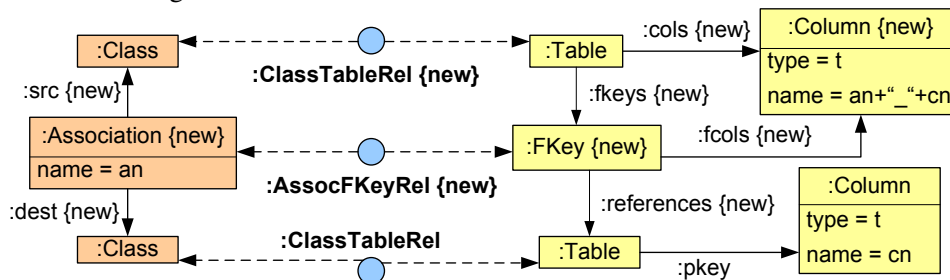 :Class
:Table
:cols {new}
:Column {new}
type = t
name = an+“_“+cn
:ClassTableRel {new}
:src {new}
:fkeys {new}
:Association {new}
name = an
:FKey {new}
:fcols {new}
:AssocFKeyRel {new}
:dest {new}
:references {new}
:Column
type = t
name = cn
:ClassTableRel
:Class
:Table
:pkey